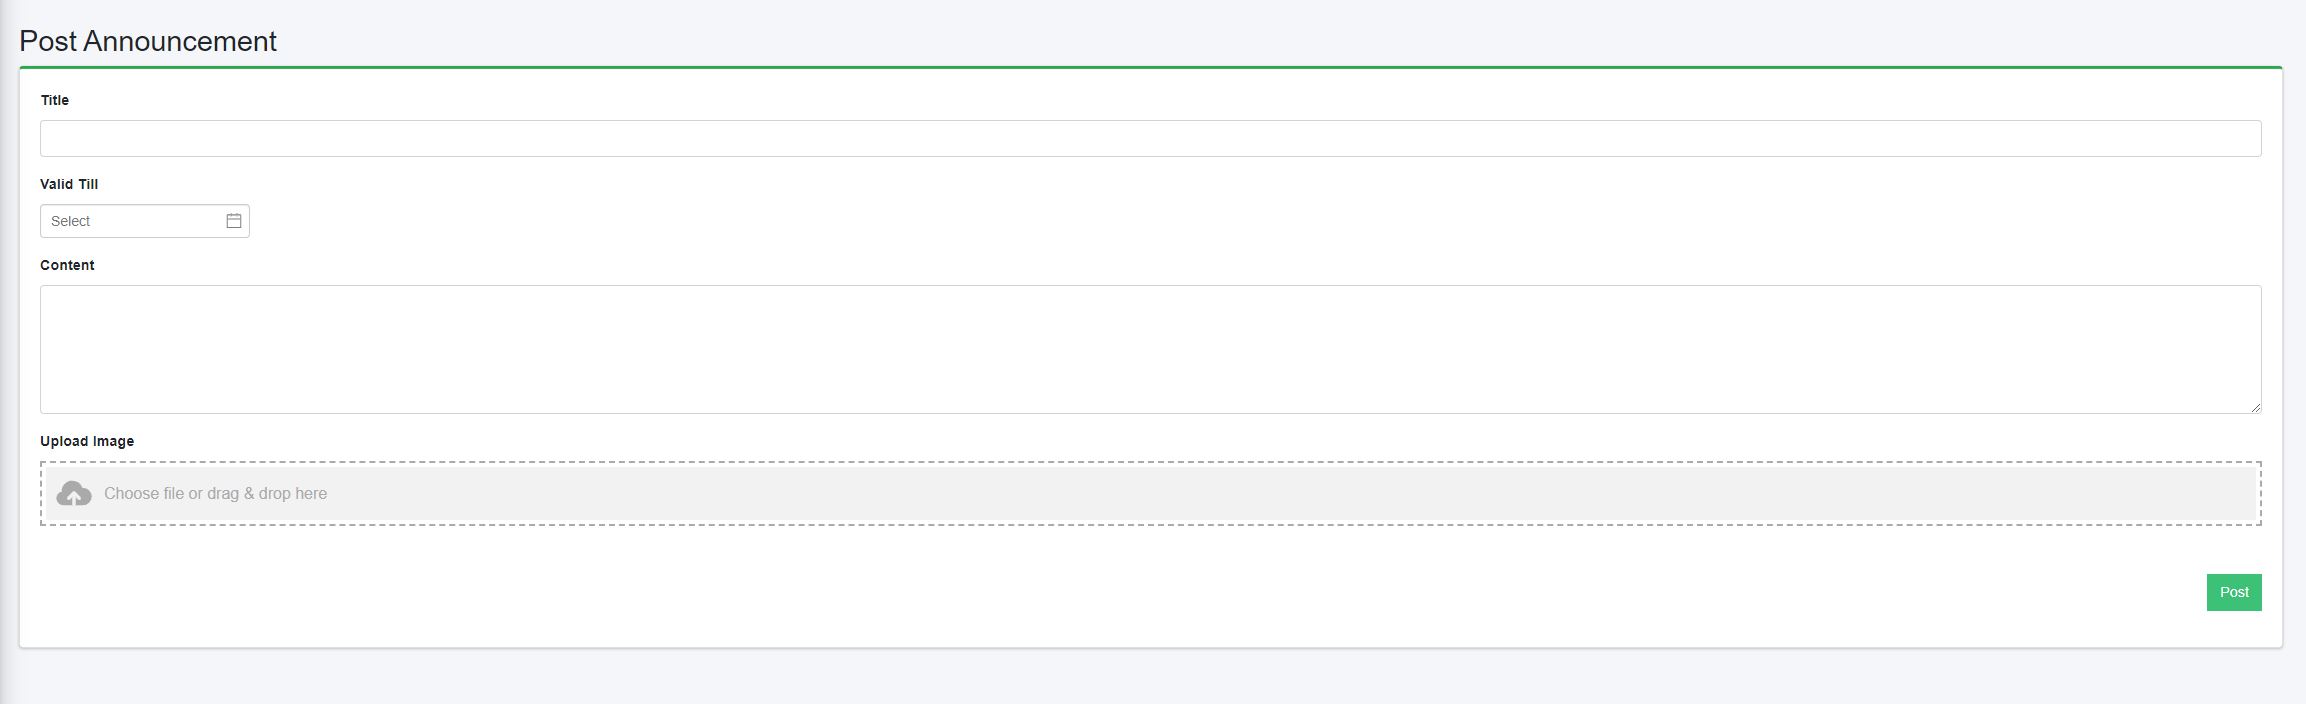 Post Announcement
Title
Valid Till
Select
Content
Upload Image
Choose file or drag & drop here
Post